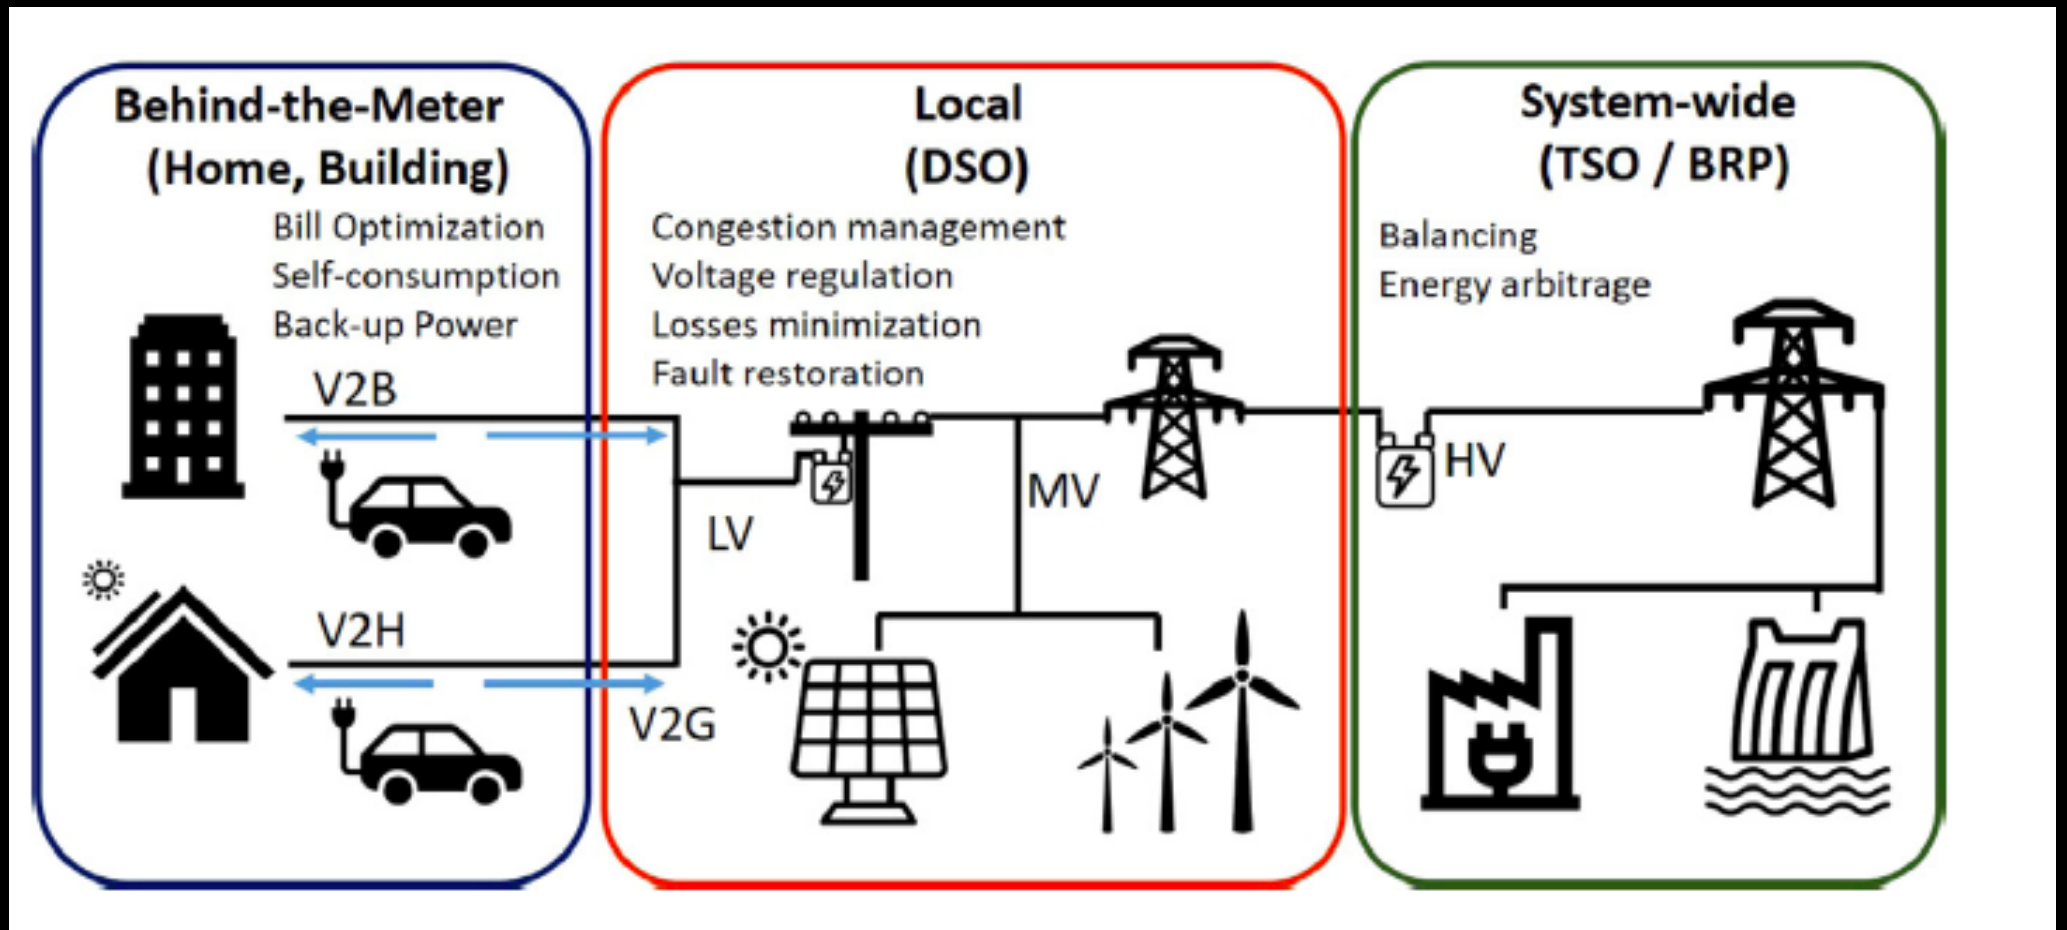 Behind-the-Meter
(Home, Building)
Bill Optimization
Self-consumption
Back-up Power
V2B
V2H
Local
(DSO)
Congestion management
Voltage regulation
Losses minimization
Fault restoration
LV
MV
V2G
System-wide
(TSO / BRP)
Balancing
Energy arbitrage
HV